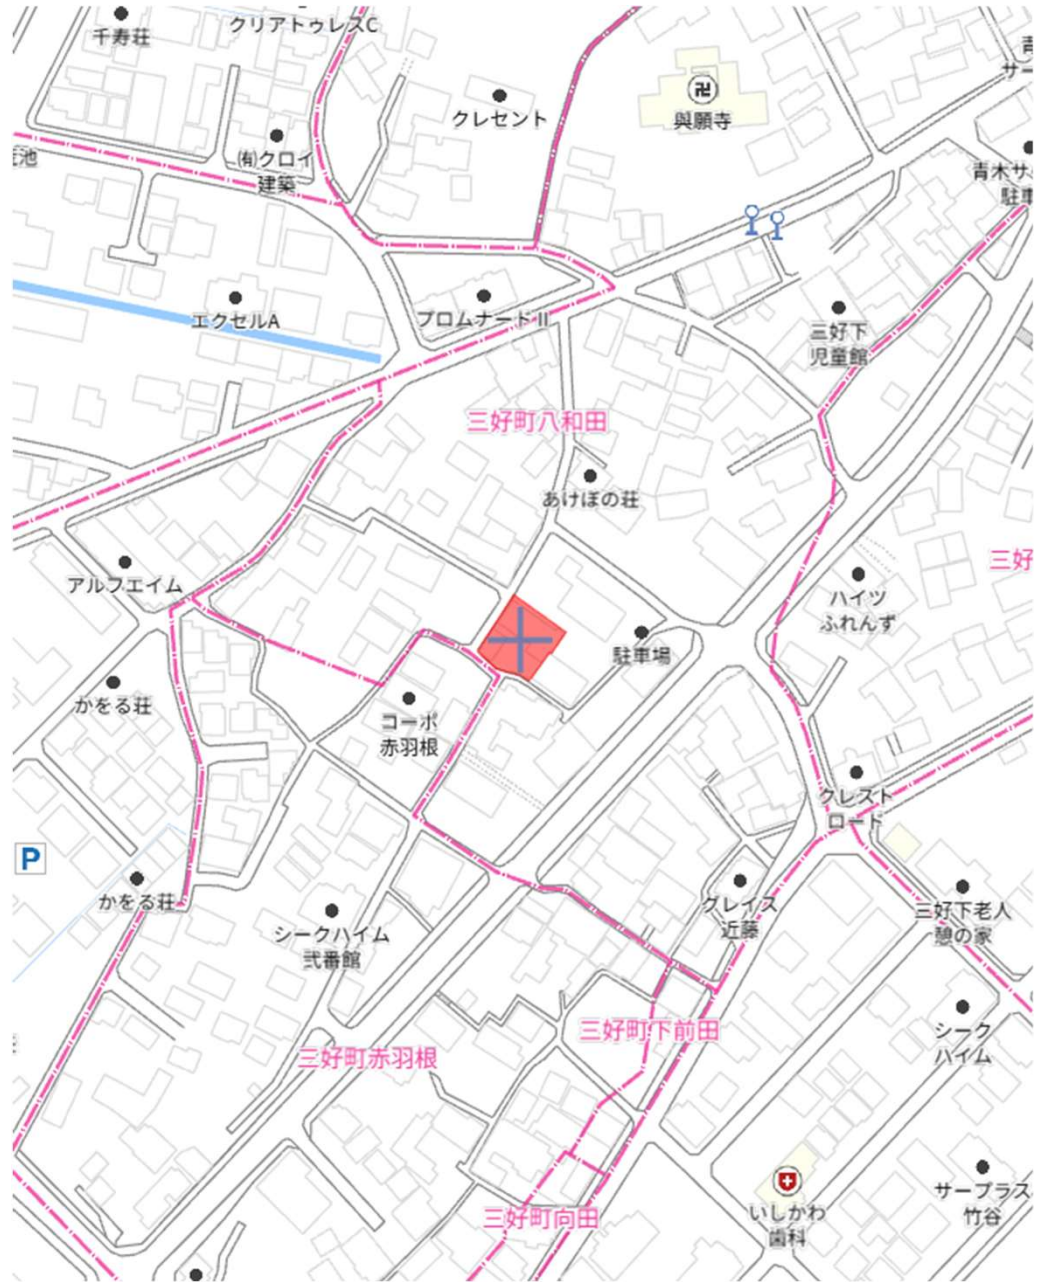 千寿荘
クリアトゥレスC
クレセント
(有)クロイ
建築
池
卍
與願寺
青
サー
青木サ
駐車
エクセルA
プロムナードⅡ
三好下
児童館
三好町八和田
あけぼの荘
三好
アルフエイム
ハイツ
ふれんず
駐車場
かをる荘
コーポ
赤羽根
クレスト
ロード
P
かをる荘
シークハイム
弐番館
グレイス
近藤
三好下老人
憩の家
三好町下前田
三好町赤羽根
シーク
ハイム
サープラス
竹谷
いしかわ
歯科
三好町向田